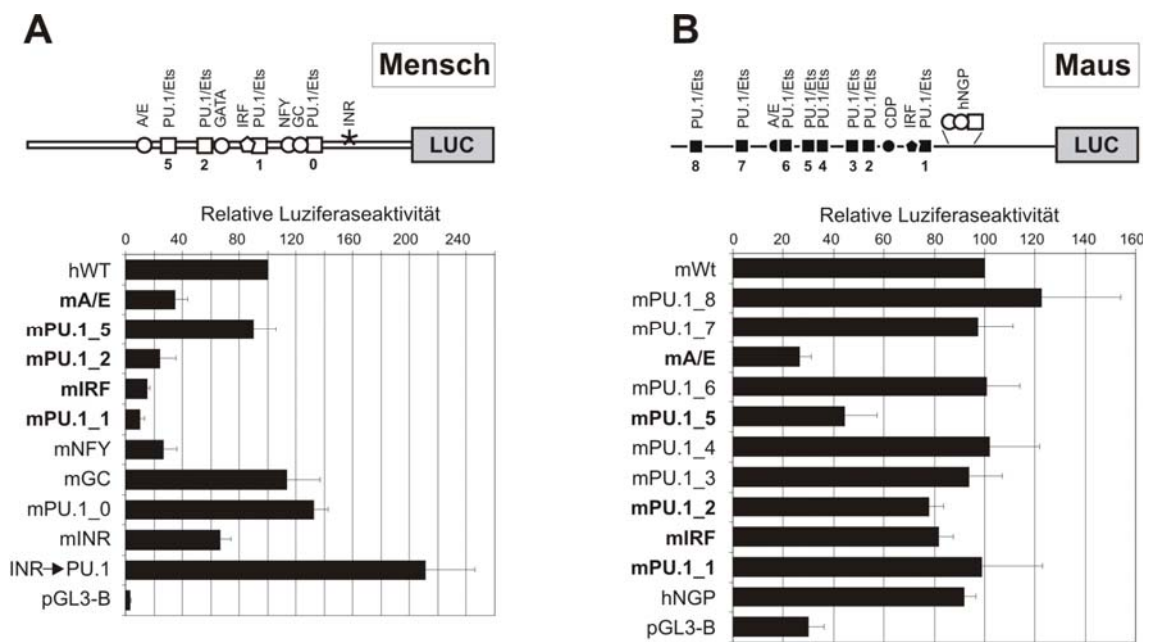 A
Mensch
A/E
PU.1/Ets
PU.1/Ets
GATA
IRF
PU.1/Ets
NFY
GC
PU.1/Ets
INR
LUC
5 2 1 0
Relative Luziferaseaktivität
0 40 80 120 160 200 240
hWT
mA/E
mPU.1_5
mPU.1_2
mIRF
mPU.1_1
mNFY
mGC
mPU.1_0
mINR
INR→PU.1
pGL3-B
B
Maus
PU.1/Ets
PU.1/Ets
A/E
PU.1/Ets
PU.1/Ets
PU.1/Ets
PU.1/Ets
PU.1/Ets
CDP
IRF
PU.1/Ets
hNGP
LUC
8 7 6 5 4 3 2 1
Relative Luziferaseaktivität
0 20 40 60 80 100 120 140 160
mWt
mPU.1_8
mPU.1_7
mA/E
mPU.1_6
mPU.1_5
mPU.1_4
mPU.1_3
mPU.1_2
mIRF
mPU.1_1
hNGP
pGL3-B